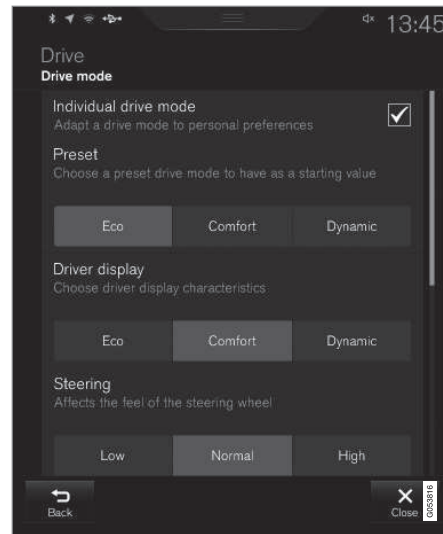 13:45
Drive
Drive mode
Individual drive mode
Adapt a drive mode to personal preferences
Preset
Choose a preset drive mode to have as a starting value
Eco Comfort Dynamic
Driver display
Choose driver display characteristics
Eco Comfort Dynamic
Steering
Affects the feel of the steering wheel
Low Normal High
Back Close
G053816